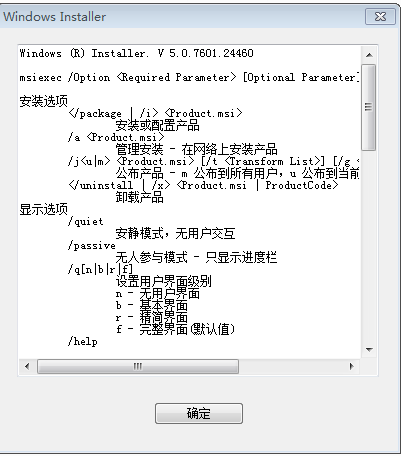 Windows Installer
Windows (R) Installer. V 5.0.7601.24460
msiexec /Option <Required Parameter> [Optional Parameter]
安装选项
</package | /i> <Product.msi>
安装或配置产品
/a <Product.msi>
管理安装 - 在网络上安装产品
/j<u|m> <Product.msi> [/t <Transform List>] [/g <
公布产品 - m 公布到所有用户，u 公布到当前
</uninstall | /x> <Product.msi | ProductCode>
卸载产品
显示选项
/quiet
安静模式，无用户交互
/passive
无人参与模式 - 只显示进度栏
/q[n|b|r|f]
设置用户界面级别
n - 无用户界面
b - 基本界面
r - 精简界面
f - 完整界面(默认值)
/help
确定